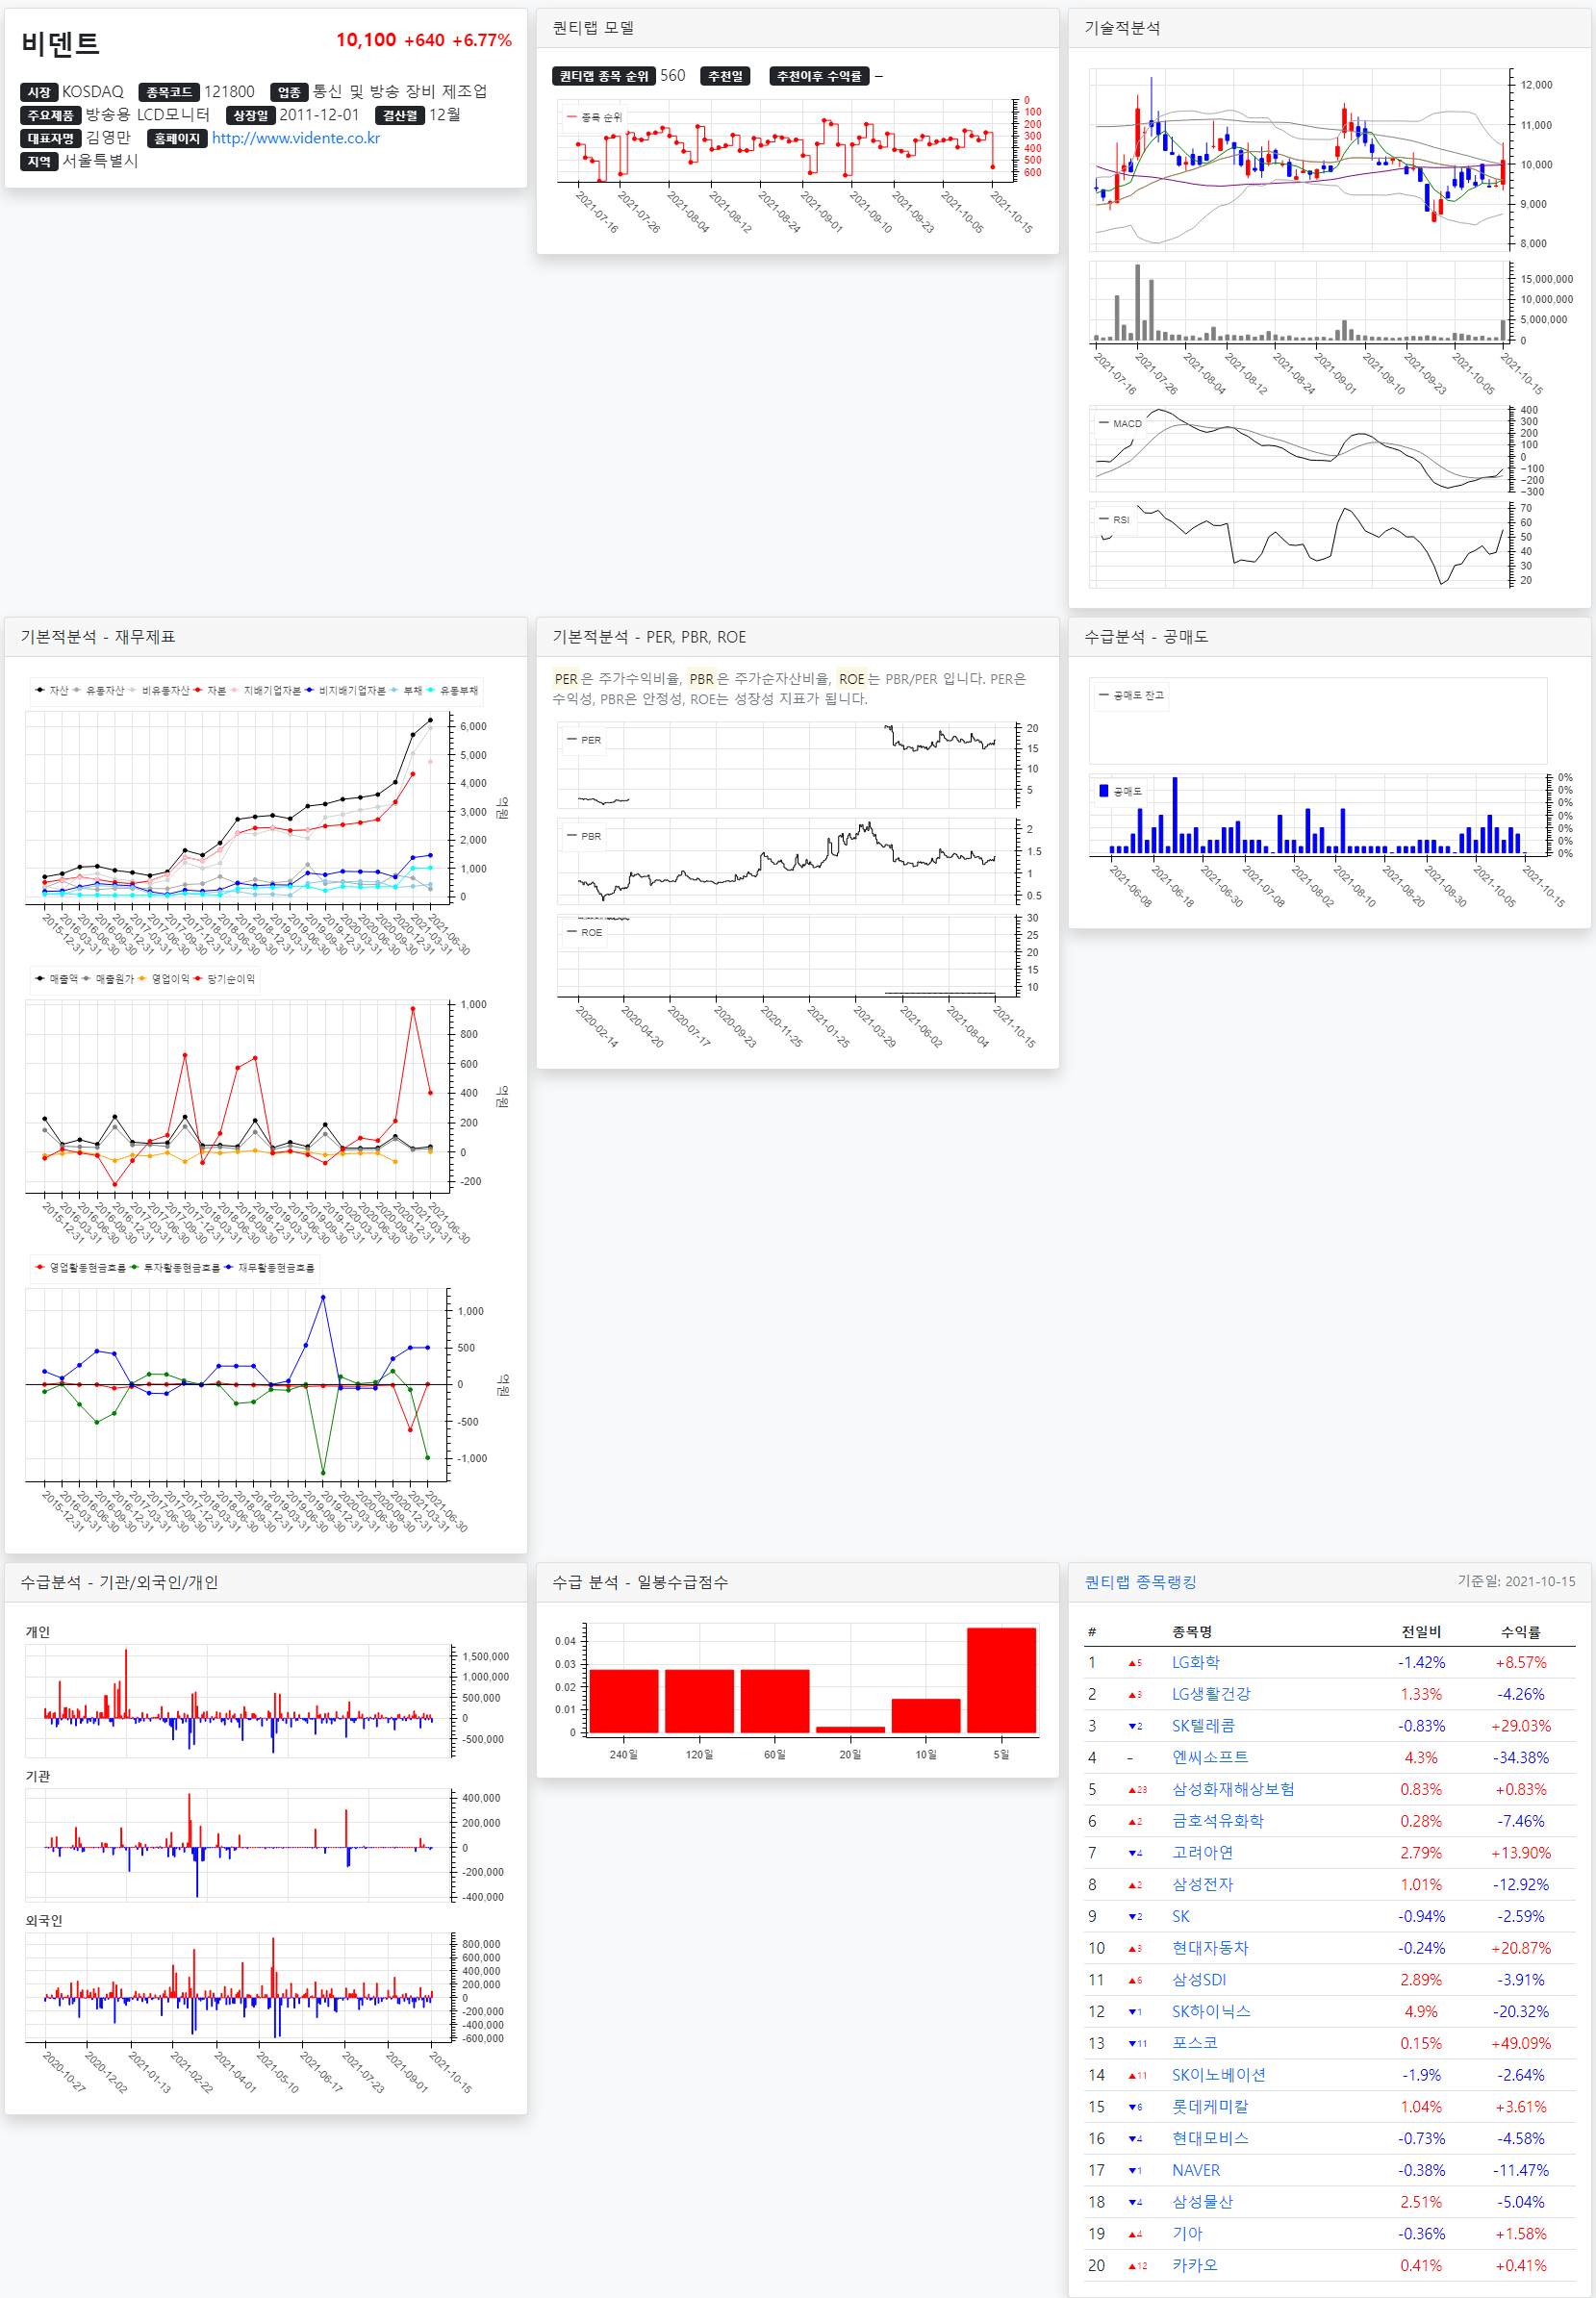 비덴트
10,100 +640 +6.77%
시장 KOSDAQ 종목코드 121800 업종 통신 및 방송 장비 제조업
주요제품 방송용 LCD모니터 상장일 2011-12-01 결산월 12월
대표자명 김영만 홈페이지 http://www.vidente.co.kr
지역 서울특별시
퀀티랩 모델
퀀티랩 종목 순위 560 추천일 추천이후 수익률 –
종목 순위
0
100
200
300
400
500
600
2021-07-16 2021-07-26 2021-08-04 2021-08-12 2021-08-24 2021-09-01 2021-09-10 2021-09-23 2021-10-05 2021-10-15
기술적분석
12,000
11,000
10,000
9,000
8,000
15,000,000
10,000,000
5,000,000
0
2021-07-16 2021-07-26 2021-08-04 2021-08-12 2021-08-24 2021-09-01 2021-09-10 2021-09-23 2021-10-05 2021-10-15
MACD
400
300
200
100
0
−100
−200
−300
RSI
70
60
50
40
30
20
기본적분석 - 재무제표
자산 유동자산 비유동자산 자본 지배기업자본 비지배기업자본 부채 유동부채
6,000
5,000
4,000
3,000
2,000
1,000
0
억원
2015-12-31 2016-03-31 2016-06-30 2016-09-30 2016-12-31 2017-03-31 2017-06-30 2017-09-30 2017-12-31 2018-03-31 2018-06-30 2018-09-30 2018-12-31 2019-03-31 2019-06-30 2019-09-30 2019-12-31 2020-03-31 2020-06-30 2020-09-30 2020-12-31 2021-03-31 2021-06-30
매출액 매출원가 영업이익 당기순이익
1,000
800
600
400
200
0
-200
억원
2015-12-31 2016-03-31 2016-06-30 2016-09-30 2016-12-31 2017-03-31 2017-06-30 2017-09-30 2017-12-31 2018-03-31 2018-06-30 2018-09-30 2018-12-31 2019-03-31 2019-06-30 2019-09-30 2019-12-31 2020-03-31 2020-06-30 2020-09-30 2020-12-31 2021-03-31 2021-06-30
영업활동현금흐름 투자활동현금흐름 재무활동현금흐름
1,000
500
0
-500
-1,000
억원
2015-12-31 2016-03-31 2016-06-30 2016-09-30 2016-12-31 2017-03-31 2017-06-30 2017-09-30 2017-12-31 2018-03-31 2018-06-30 2018-09-30 2018-12-31 2019-03-31 2019-06-30 2019-09-30 2019-12-31 2020-03-31 2020-06-30 2020-09-30 2020-12-31 2021-03-31 2021-06-30
기본적분석 - PER, PBR, ROE
PER은 주가수익비율, PBR은 주가순자산비율, ROE는 PBR/PER 입니다. PER은
수익성, PBR은 안정성, ROE는 성장성 지표가 됩니다.
PER
20
15
10
5
PBR
2
1.5
1
0.5
ROE
30
25
20
15
10
2020-02-14 2020-04-20 2020-07-17 2020-09-23 2020-11-25 2021-01-25 2021-03-29 2021-06-02 2021-08-04 2021-10-15
수급분석 - 공매도
공매도 잔고
공매도
0%
0%
0%
0%
0%
0%
0%
2021-06-08 2021-06-18 2021-06-30 2021-07-08 2021-08-02 2021-08-10 2021-08-20 2021-08-30 2021-10-05 2021-10-15
수급분석 - 기관/외국인/개인
개인
1,500,000
1,000,000
500,000
0
-500,000
기관
400,000
200,000
0
-200,000
-400,000
외국인
800,000
600,000
400,000
200,000
0
-200,000
-400,000
-600,000
2020-10-27 2020-12-02 2021-01-13 2021-02-22 2021-04-01 2021-05-10 2021-06-17 2021-07-23 2021-09-01 2021-10-15
수급 분석 - 일봉수급점수
0.04
0.03
0.02
0.01
0
240일 120일 60일 20일 10일 5일
퀀티랩 종목랭킹 기준일: 2021-10-15
# 종목명 전일비 수익률
1 ▲5 LG화학 -1.42% +8.57%
2 ▲3 LG생활건강 1.33% -4.26%
3 ▼2 SK텔레콤 -0.83% +29.03%
4 - 엔씨소프트 4.3% -34.38%
5 ▲23 삼성화재해상보험 0.83% +0.83%
6 ▲2 금호석유화학 0.28% -7.46%
7 ▼4 고려아연 2.79% +13.90%
8 ▲2 삼성전자 1.01% -12.92%
9 ▼2 SK -0.94% -2.59%
10 ▲3 현대자동차 -0.24% +20.87%
11 ▲6 삼성SDI 2.89% -3.91%
12 ▼1 SK하이닉스 4.9% -20.32%
13 ▼11 포스코 0.15% +49.09%
14 ▲11 SK이노베이션 -1.9% -2.64%
15 ▼6 롯데케미칼 1.04% +3.61%
16 ▼4 현대모비스 -0.73% -4.58%
17 ▼1 NAVER -0.38% -11.47%
18 ▼4 삼성물산 2.51% -5.04%
19 ▲4 기아 -0.36% +1.58%
20 ▲12 카카오 0.41% +0.41%